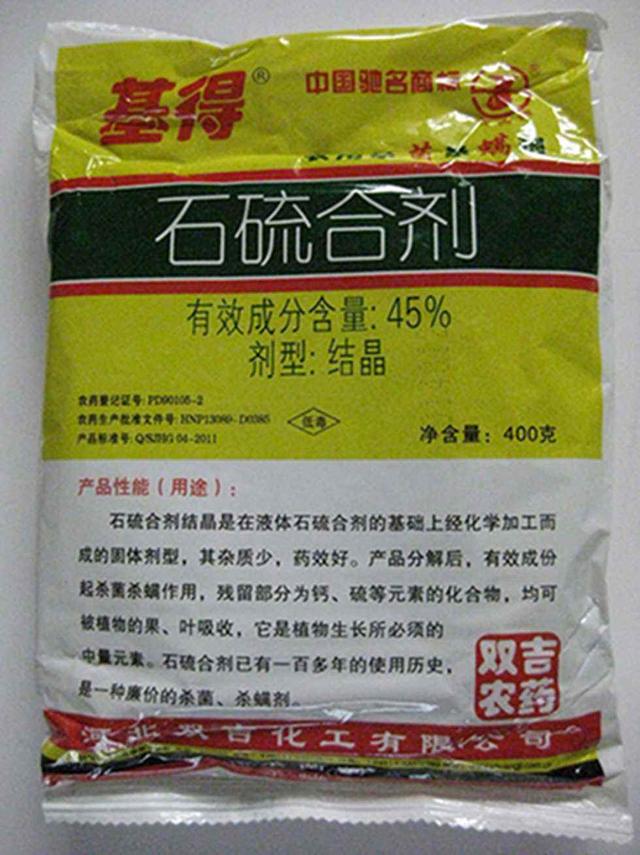 基得®
中国驰名商标
石硫合剂
有效成分含量: 45%
剂型: 结晶
农药登记证号: PD90105-2
农药生产批准文件号: HNP13089-D0385
产品标准号: Q/SJHG 04-2011
低毒
净含量: 400克
产品性能(用途):
石硫合剂结晶是在液体石硫合剂的基础上经化学加工而
成的固体剂型，其杂质少，药效好。产品分解后，有效成份
起杀菌杀螨作用，残留部分为钙、硫等元素的化合物，均可
被植物的果、叶吸收，它是植物生长所必须的
中量元素。石硫合剂已有一百多年的使用历史，
是一种廉价的杀菌、杀螨剂。
双吉
农药
河北双吉化工有限公司